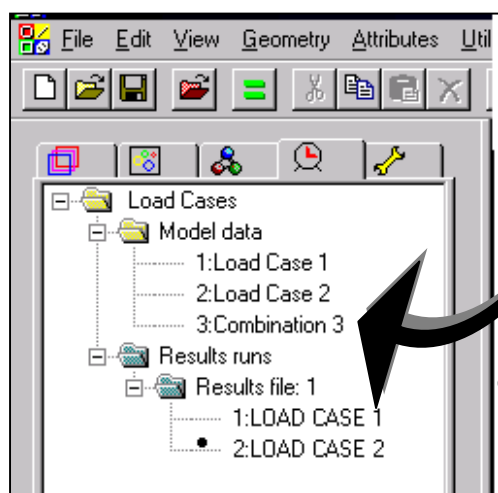 File Edit View Geometry Attributes Util
Load Cases
Model data
1:Load Case 1
2:Load Case 2
3:Combination 3
Results runs
Results file: 1
1:LOAD CASE 1
2:LOAD CASE 2